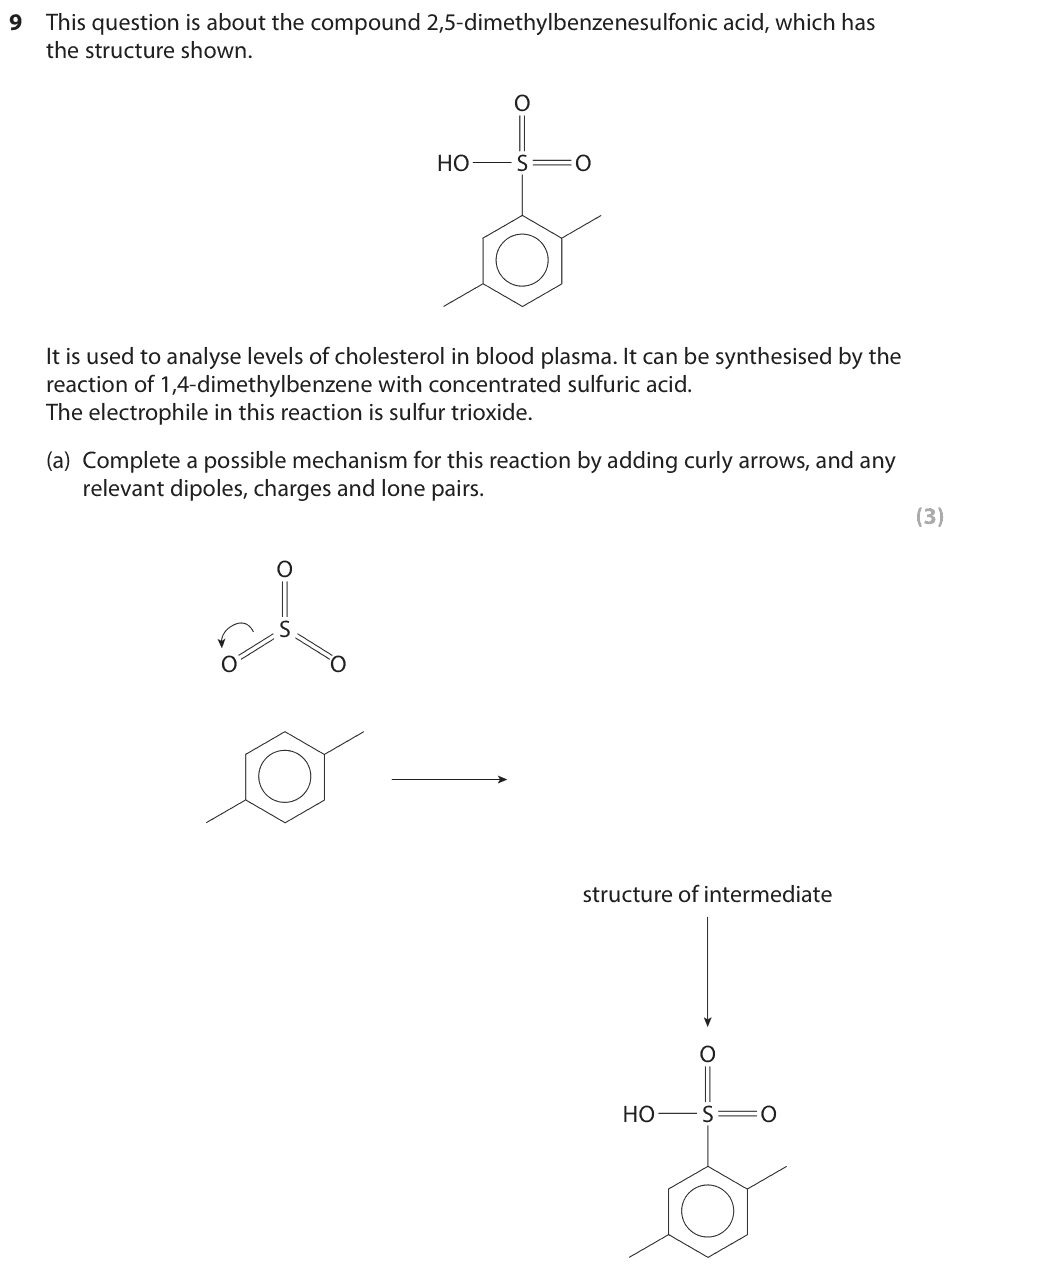 9 This question is about the compound 2,5-dimethylbenzenesulfonic acid, which has
the structure shown.
O
HO S O
It is used to analyse levels of cholesterol in blood plasma. It can be synthesised by the
reaction of 1,4-dimethylbenzene with concentrated sulfuric acid.
The electrophile in this reaction is sulfur trioxide.
(a) Complete a possible mechanism for this reaction by adding curly arrows, and any
relevant dipoles, charges and lone pairs.
(3)
O
S
O O
structure of intermediate
O
HO S O